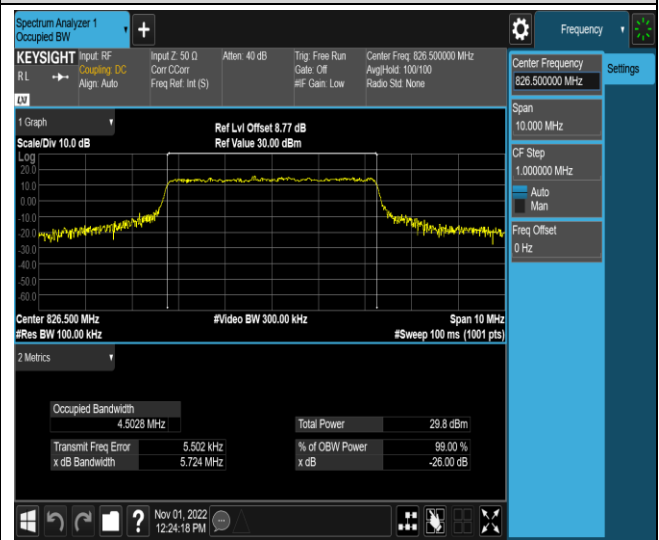 Spectrum Analyzer 1
Occupied BW
+
Frequency
KEYSIGHT
RL
LXI
Input: RF
Coupling: DC
Align: Auto
Input Z: 50 Ω
Corr CCorr
Freq Ref: Int (S)
Atten: 40 dB
Trig: Free Run
Gate: Off
#IF Gain: Low
Center Freq: 826.500000 MHz
Avg|Hold: 100/100
Radio Std: None
1 Graph
Scale/Div 10.0 dB
Ref Lvl Offset 8.77 dB
Ref Value 30.00 dBm
Log
20.0
10.0
0.00
-10.0
-20.0
-30.0
-40.0
-50.0
-60.0
Center 826.500 MHz
#Res BW 100.00 kHz
#Video BW 300.00 kHz
Span 10 MHz
#Sweep 100 ms (1001 pts)
2 Metrics
Occupied Bandwidth
4.5028 MHz
Transmit Freq Error 5.502 kHz
x dB Bandwidth 5.724 MHz
Total Power 29.8 dBm
% of OBW Power 99.00 %
x dB -26.00 dB
Center Frequency
826.500000 MHz
Settings
Span
10.000 MHz
CF Step
1.000000 MHz
Auto
Man
Freq Offset
0 Hz
?
Nov 01, 2022
12:24:18 PM